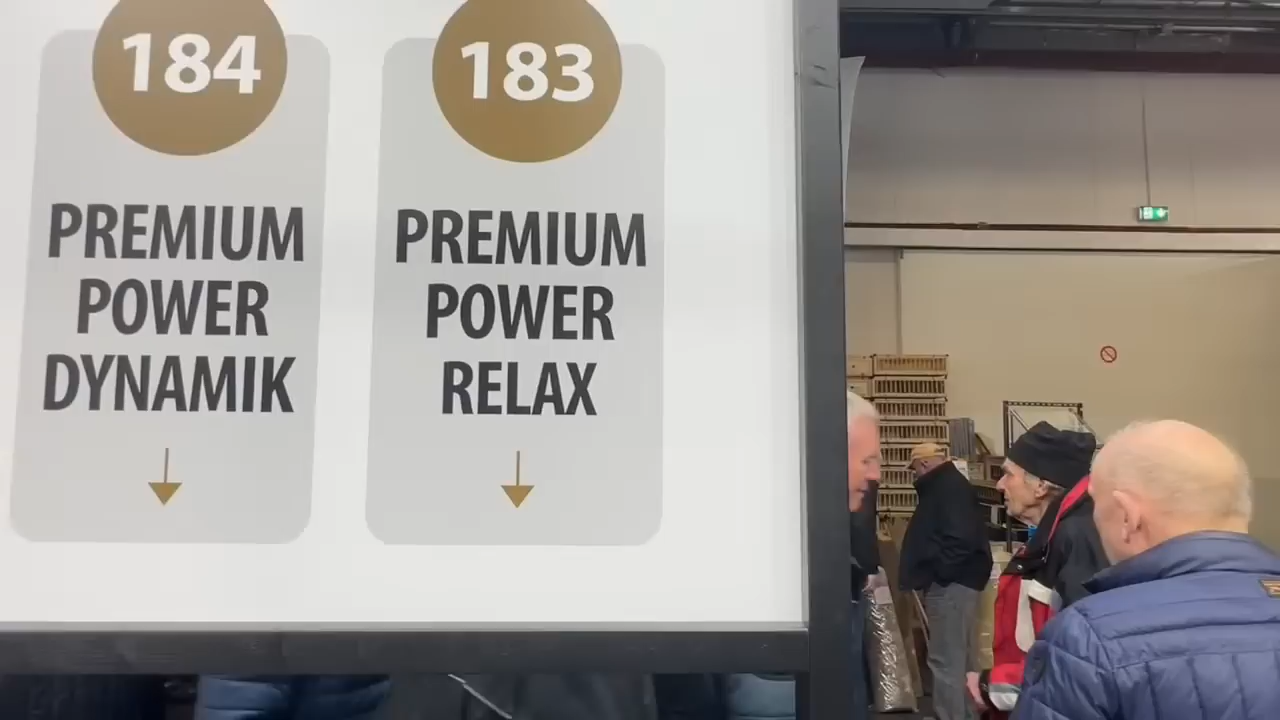 184
PREMIUM
POWER
DYNAMIK
183
PREMIUM
POWER
RELAX